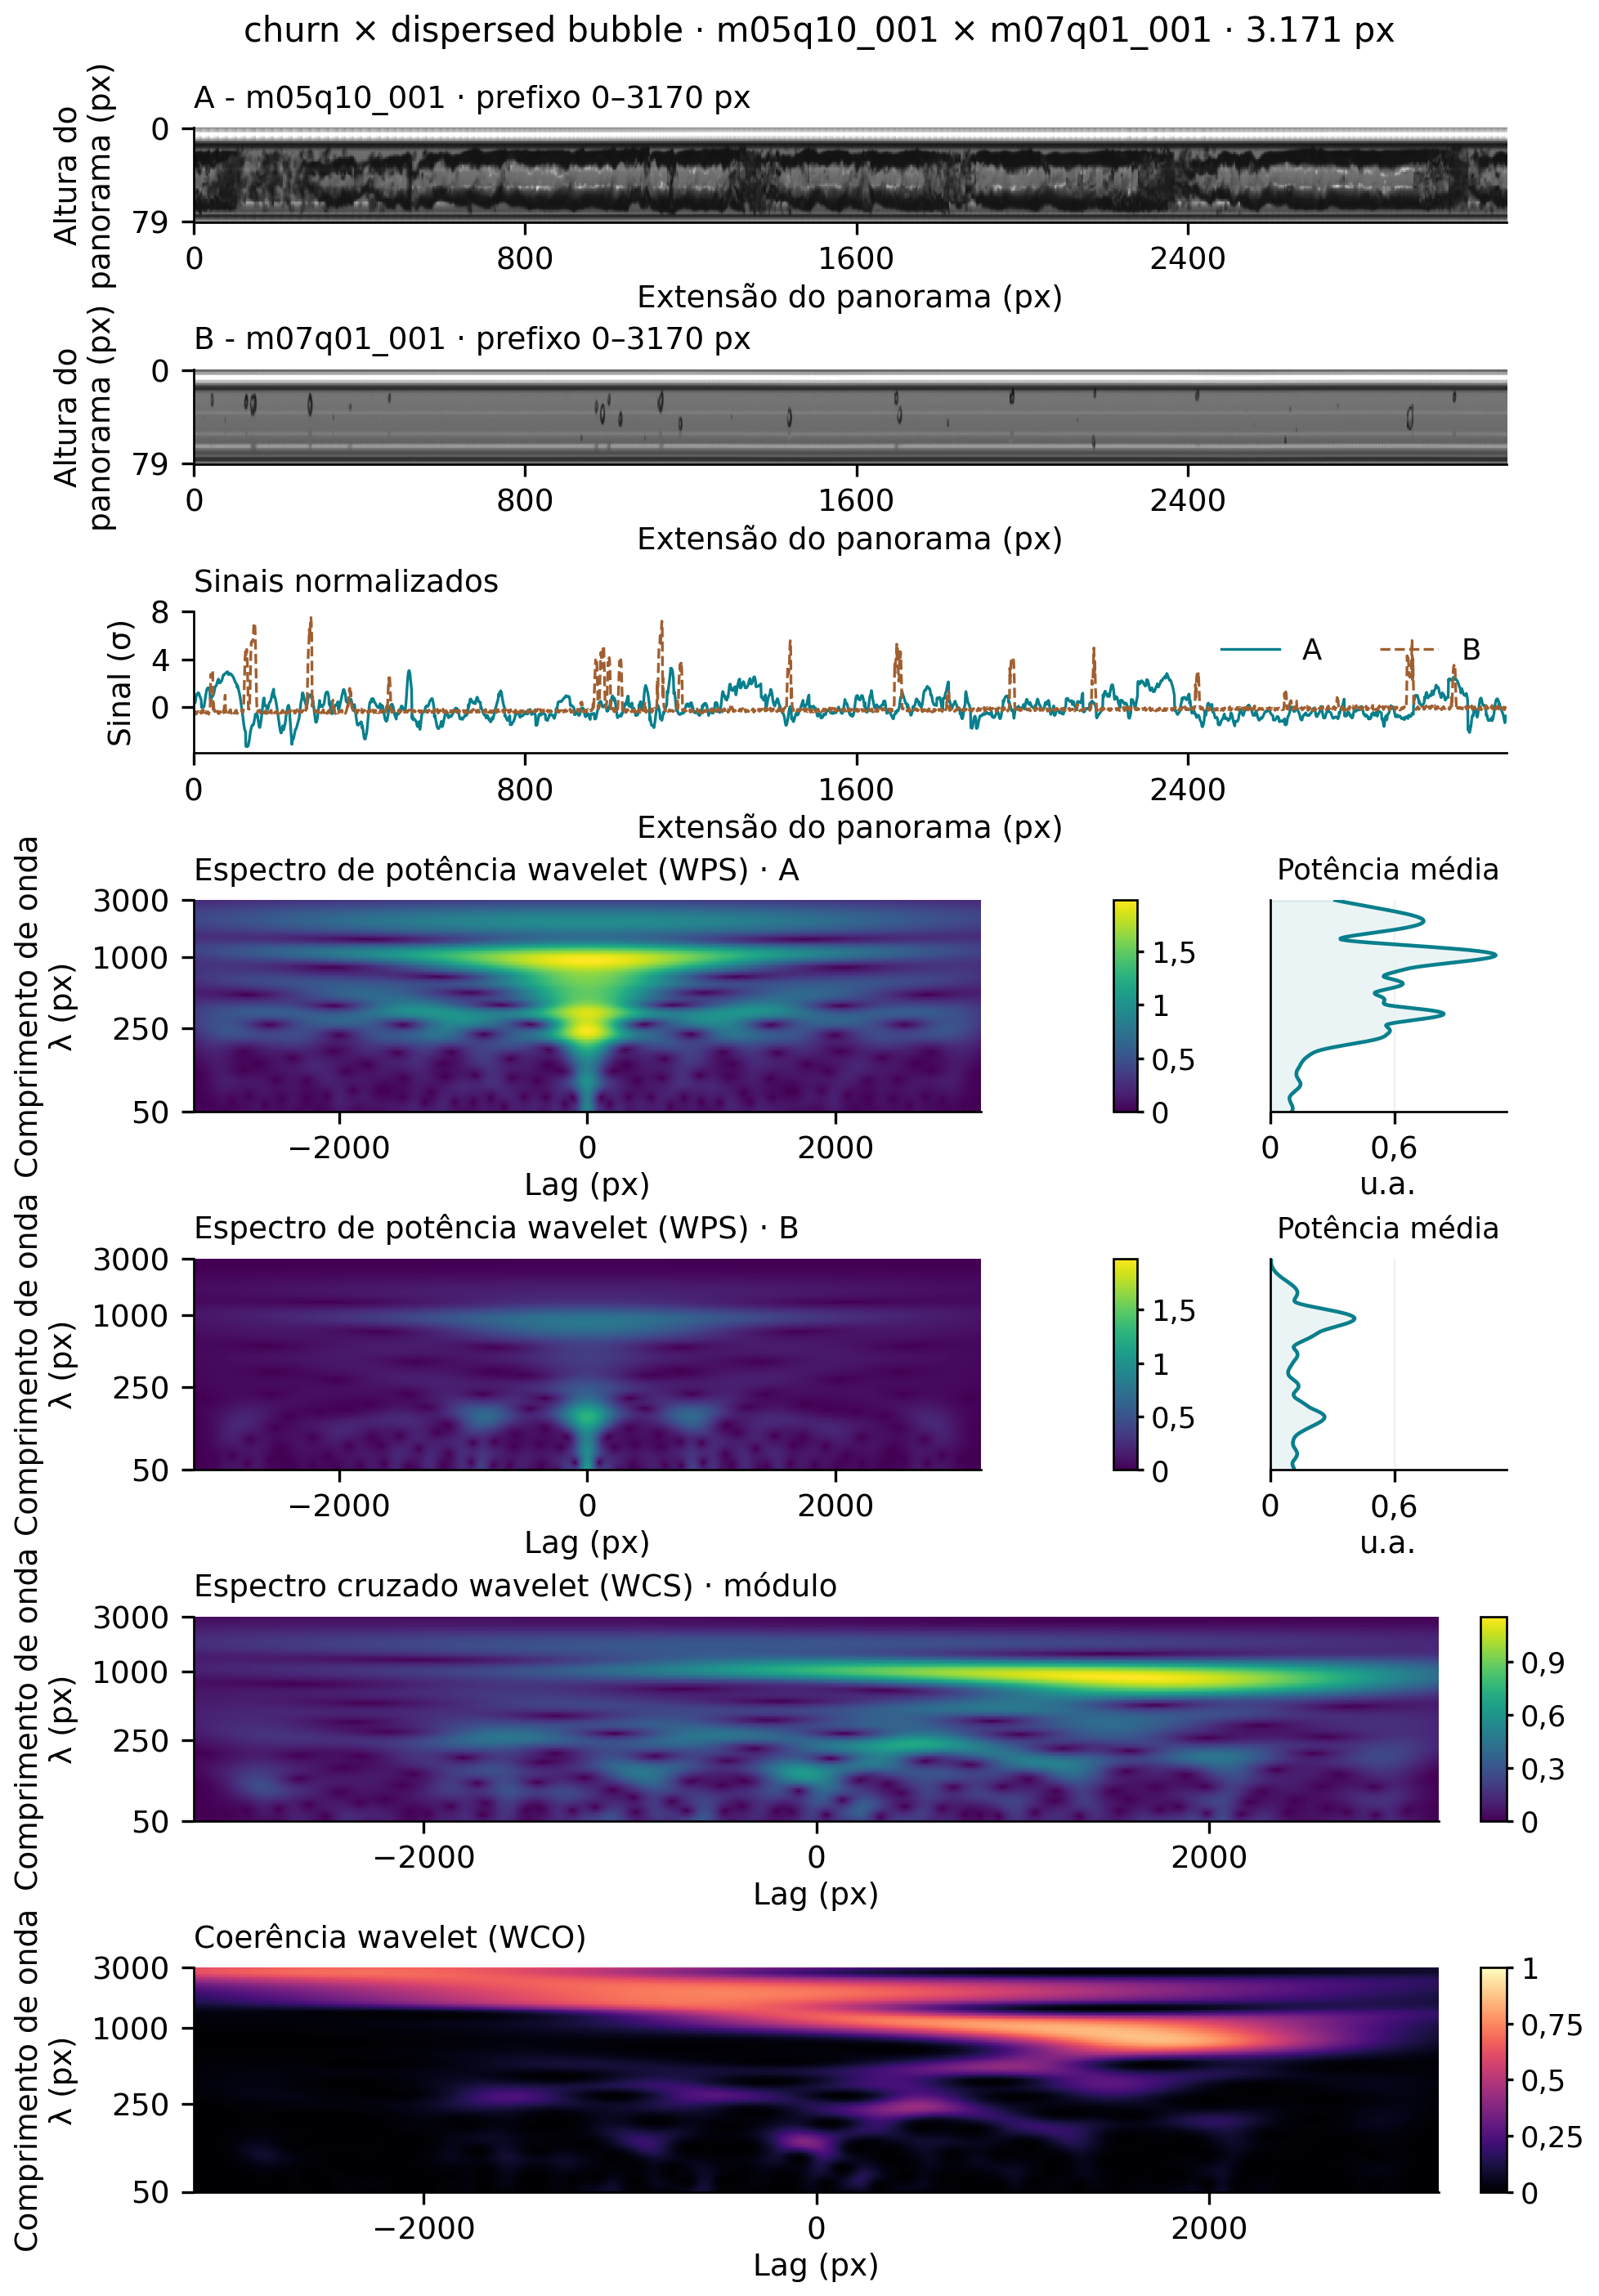 churn × dispersed bubble · m05q10_001 × m07q01_001 · 3.171 px
A - m05q10_001 · prefixo 0–3170 px
Altura do
panorama (px)
0
79
0 800 1600 2400
Extensão do panorama (px)
B - m07q01_001 · prefixo 0–3170 px
Altura do
panorama (px)
0
79
0 800 1600 2400
Extensão do panorama (px)
Sinais normalizados
Sinal (σ)
8
4
0
A B
0 800 1600 2400
Extensão do panorama (px)
Espectro de potência wavelet (WPS) · A
Comprimento de onda
λ (px)
3000
1000
250
50
−2000 0 2000
Lag (px)
1,5
1
0,5
0
Potência média
0 0,6
u.a.
Espectro de potência wavelet (WPS) · B
Comprimento de onda
λ (px)
3000
1000
250
50
−2000 0 2000
Lag (px)
1,5
1
0,5
0
Potência média
0 0,6
u.a.
Espectro cruzado wavelet (WCS) · módulo
Comprimento de onda
λ (px)
3000
1000
250
50
−2000 0 2000
Lag (px)
0,9
0,6
0,3
0
Coerência wavelet (WCO)
Comprimento de onda
λ (px)
3000
1000
250
50
−2000 0 2000
Lag (px)
1
0,75
0,5
0,25
0